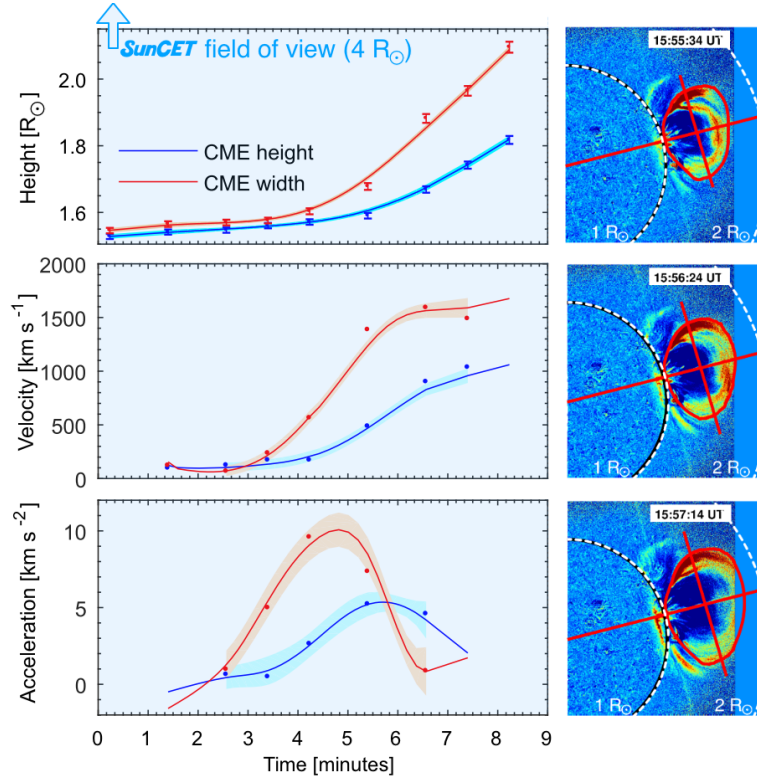 SunCET field of view (4 R☉)
Height [R☉]
2.0
1.8
1.6
CME height
CME width
Velocity [km s⁻¹]
2000
1500
1000
500
0
Acceleration [km s⁻²]
10
5
0
0 1 2 3 4 5 6 7 8 9
Time [minutes]
15:55:34 UT
1 R☉ 2 R☉
15:56:24 UT
1 R☉ 2 R☉
15:57:14 UT
1 R☉ 2 R☉